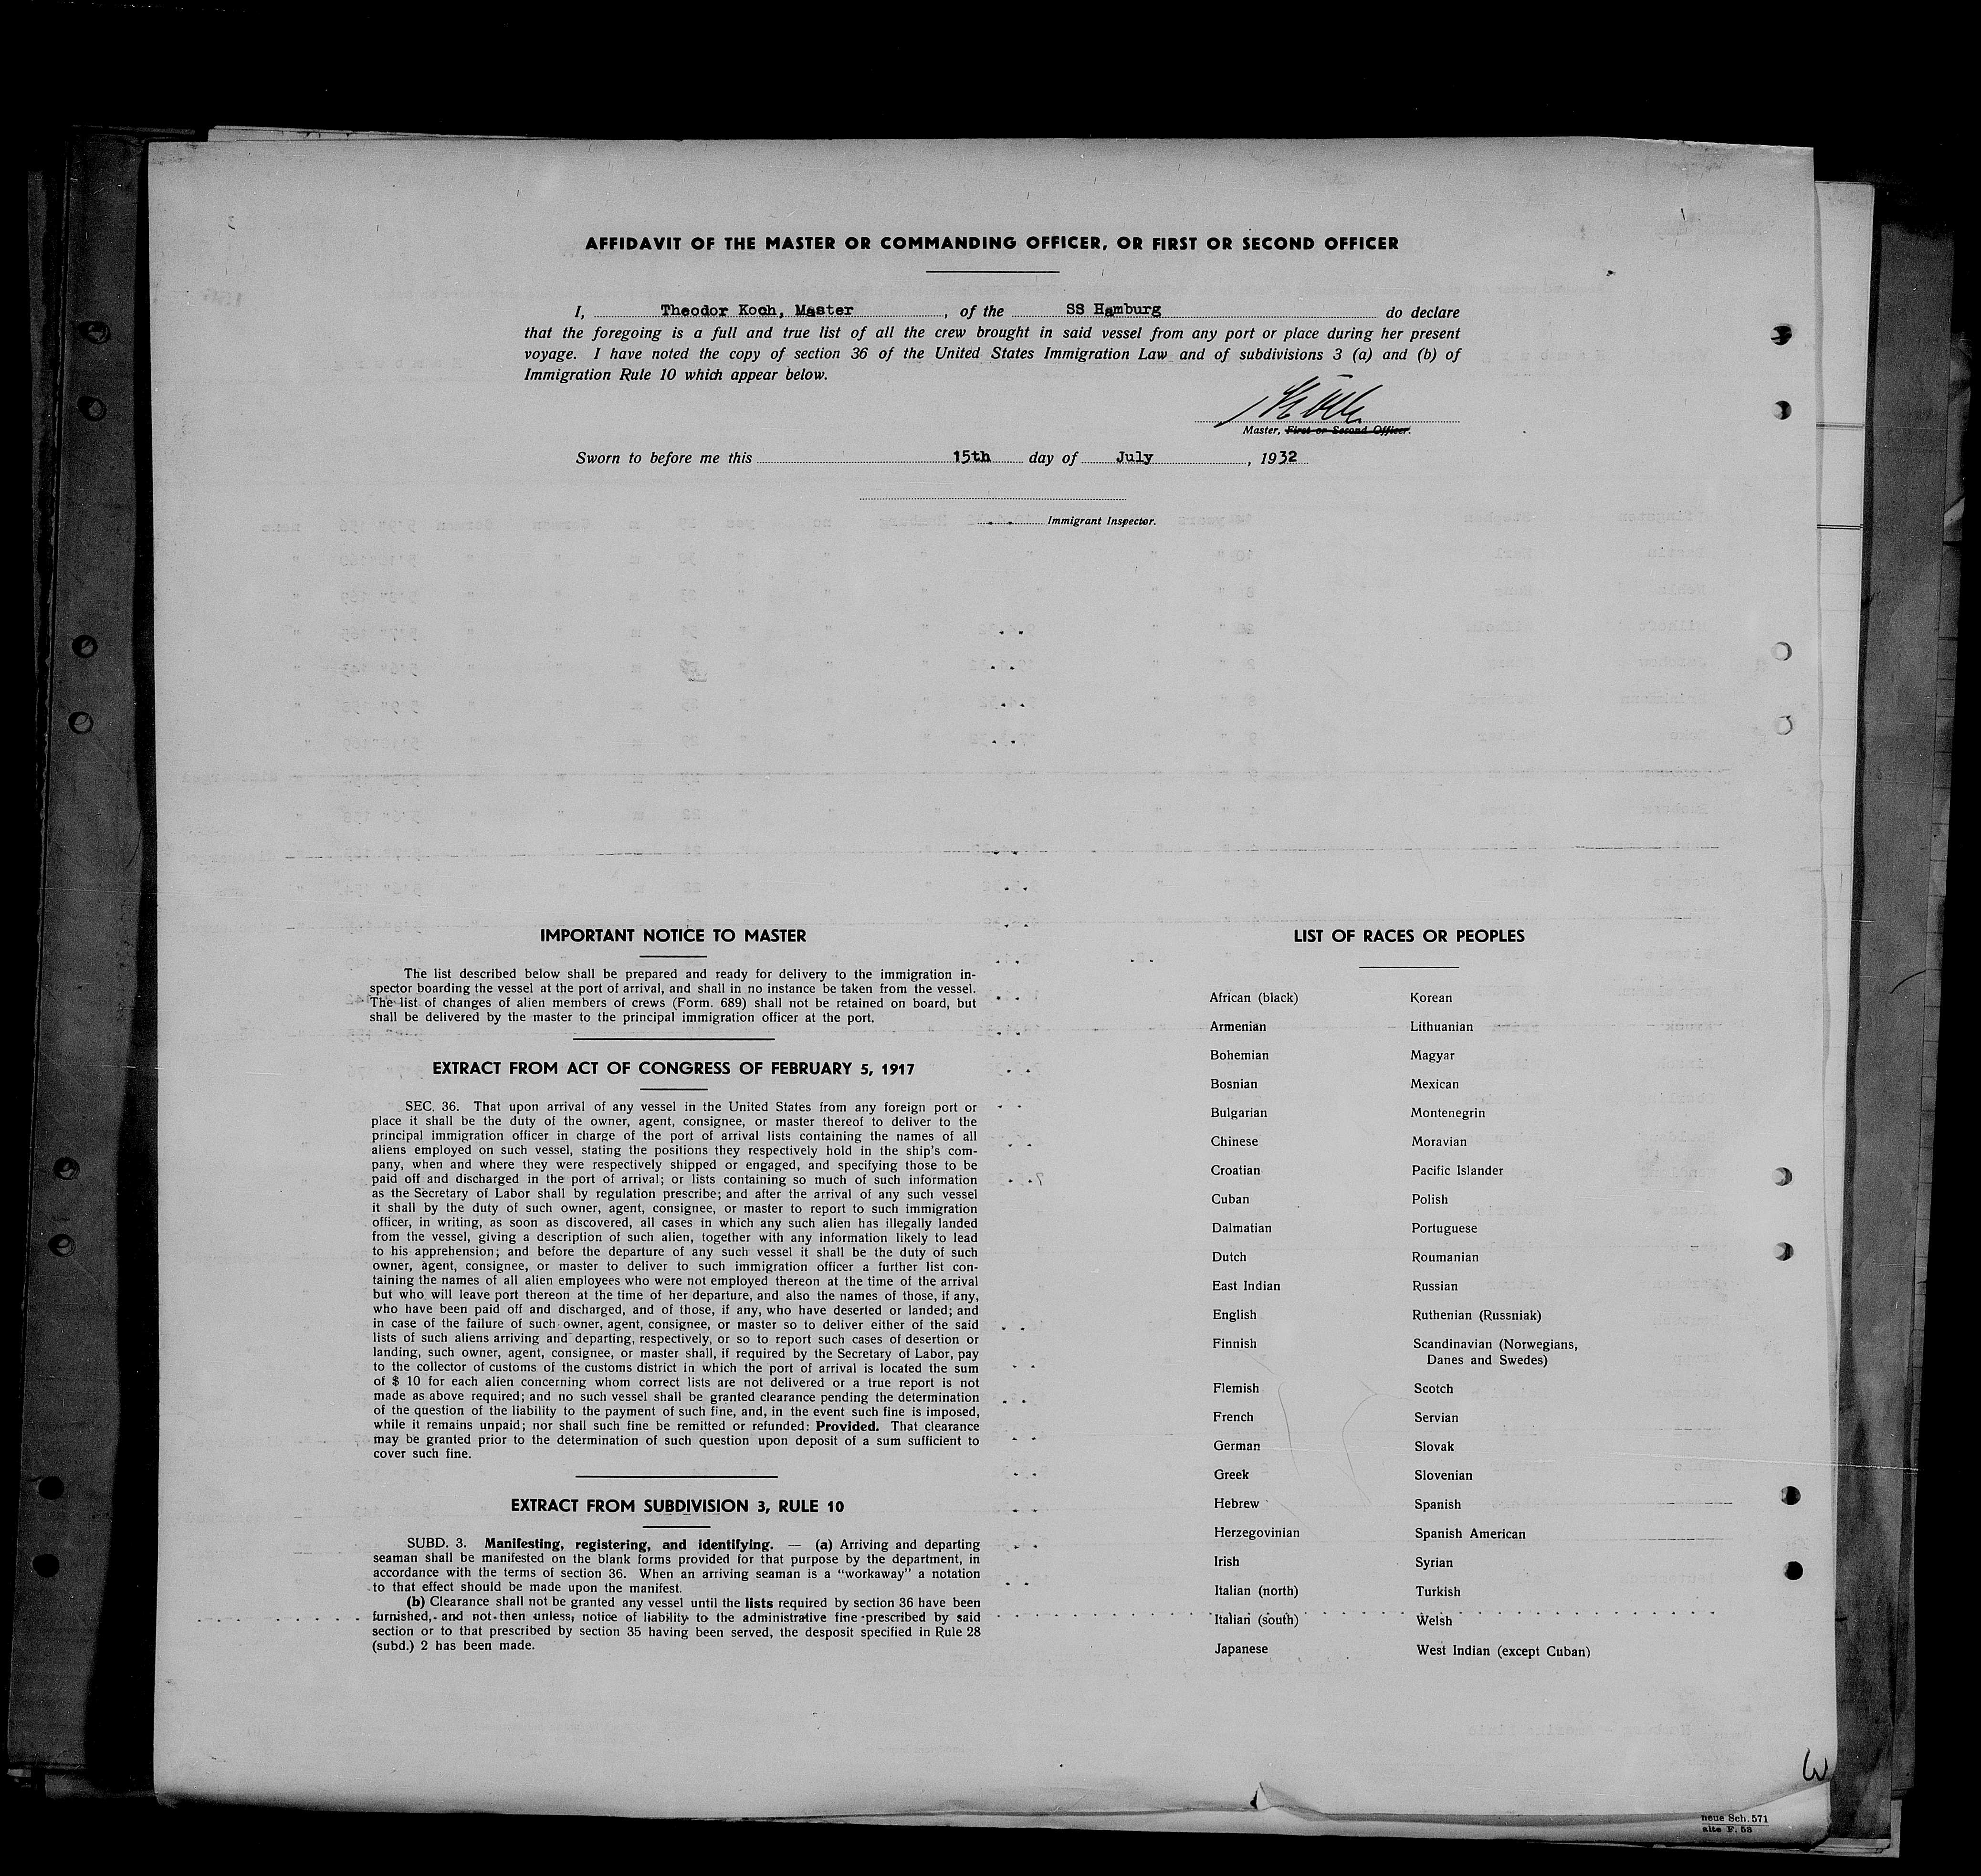 AFFIDAVIT OF THE MASTER OR COMMANDING OFFICER, OR FIRST OR SECOND OFFICER
I, Theodor Koch, Master, of the SS Hamburg do declare
that the foregoing is a full and true list of all the crew brought in said vessel from any port or place during her present
voyage. I have noted the copy of section 36 of the United States Immigration Law and of subdivisions 3 (a) and (b) of
Immigration Rule 10 which appear below.
Master, First or Second Officer.
Sworn to before me this 15th day of July, 1932
Immigrant Inspector.
IMPORTANT NOTICE TO MASTER
The list described below shall be prepared and ready for delivery to the immigration in-
spector boarding the vessel at the port of arrival, and shall in no instance be taken from the vessel.
The list of changes of alien members of crews (Form. 689) shall not be retained on board, but
shall be delivered by the master to the principal immigration officer at the port.
EXTRACT FROM ACT OF CONGRESS OF FEBRUARY 5, 1917
SEC. 36. That upon arrival of any vessel in the United States from any foreign port or
place it shall be the duty of the owner, agent, consignee, or master thereof to deliver to the
principal immigration officer in charge of the port of arrival lists containing the names of all
aliens employed on such vessel, stating the positions they respectively hold in the ship's com-
pany, when and where they were respectively shipped or engaged, and specifying those to be
paid off and discharged in the port of arrival; or lists containing so much of such information
as the Secretary of Labor shall by regulation prescribe; and after the arrival of any such vessel
it shall by the duty of such owner, agent, consignee, or master to report to such immigration
officer, in writing, as soon as discovered, all cases in which any such alien has illegally landed
from the vessel, giving a description of such alien, together with any information likely to lead
to his apprehension; and before the departure of any such vessel it shall be the duty of such
owner, agent, consignee, or master to deliver to such immigration officer a further list con-
taining the names of all alien employees who were not employed thereon at the time of the arrival
but who will leave port thereon at the time of her departure, and also the names of those, if any,
who have been paid off and discharged, and of those, if any, who have deserted or landed; and
in case of the failure of such owner, agent, consignee, or master so to deliver either of the said
lists of such aliens arriving and departing, respectively, or so to report such cases of desertion or
landing, such owner, agent, consignee, or master shall, if required by the Secretary of Labor, pay
to the collector of customs of the customs district in which the port of arrival is located the sum
of $ 10 for each alien concerning whom correct lists are not delivered or a true report is not
made as above required; and no such vessel shall be granted clearance pending the determination
of the question of the liability to the payment of such fine, and, in the event such fine is imposed,
while it remains unpaid; nor shall such fine be remitted or refunded: Provided. That clearance
may be granted prior to the determination of such question upon deposit of a sum sufficient to
cover such fine.
EXTRACT FROM SUBDIVISION 3, RULE 10
SUBD. 3. Manifesting, registering, and identifying. — (a) Arriving and departing
seaman shall be manifested on the blank forms provided for that purpose by the department, in
accordance with the terms of section 36. When an arriving seaman is a "workaway" a notation
to that effect should be made upon the manifest.
(b) Clearance shall not be granted any vessel until the lists required by section 36 have been
furnished, and not then unless, notice of liability to the administrative fine prescribed by said
section or to that prescribed by section 35 having been served, the desposit specified in Rule 28
(subd.) 2 has been made.
LIST OF RACES OR PEOPLES
African (black) Korean
Armenian Lithuanian
Bohemian Magyar
Bosnian Mexican
Bulgarian Montenegrin
Chinese Moravian
Croatian Pacific Islander
Cuban Polish
Dalmatian Portuguese
Dutch Roumanian
East Indian Russian
English Ruthenian (Russniak)
Finnish Scandinavian (Norwegians,
Danes and Swedes)
Flemish Scotch
French Servian
German Slovak
Greek Slovenian
Hebrew Spanish
Herzegovinian Spanish American
Irish Syrian
Italian (north) Turkish
Italian (south) Welsh
Japanese West Indian (except Cuban)
neue Sch. 571
alte F. 53